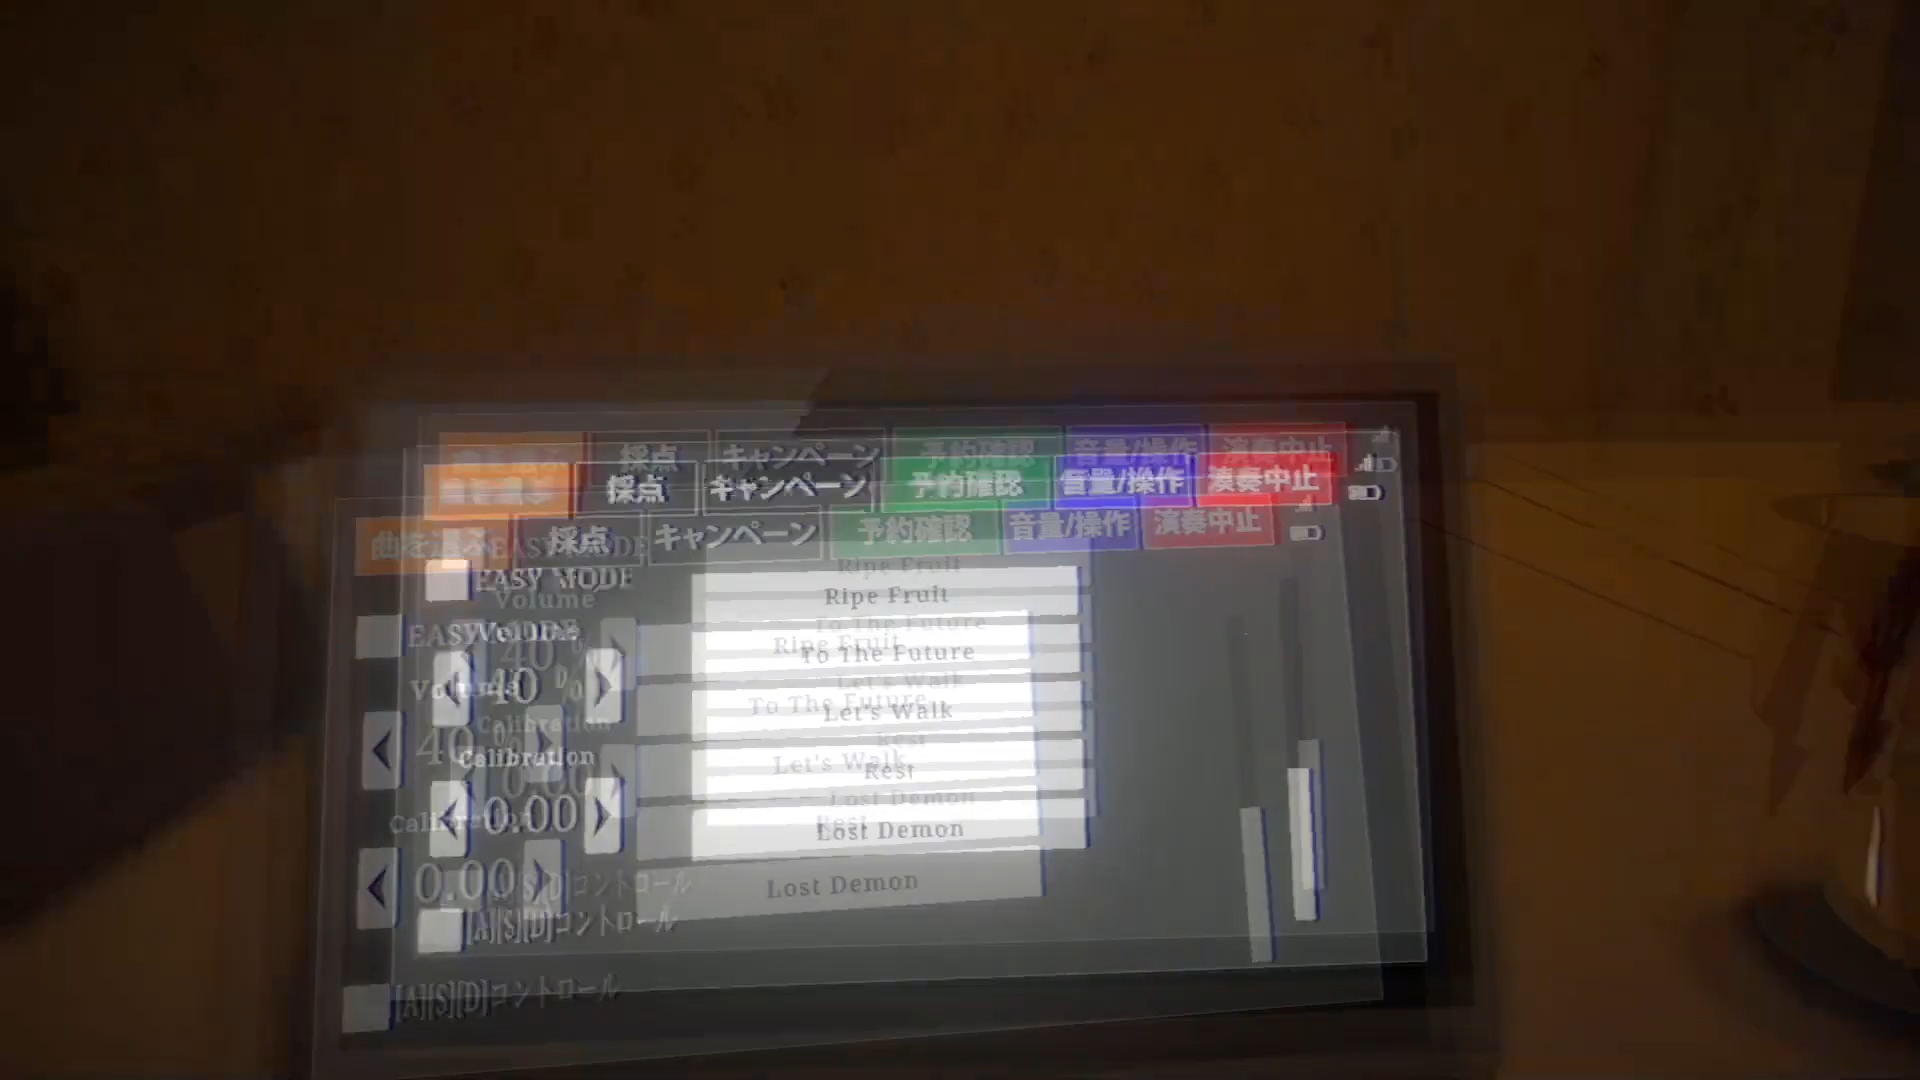 曲を選ぶ 採点 キャンペーン 予約確認 音量/操作 演奏中止
EASY MODE
Volume
40 %
Calibration
0.00
[A][S][D]コントロール
Ripe Fruit
To The Future
Let's Walk
Rest
Lost Demon